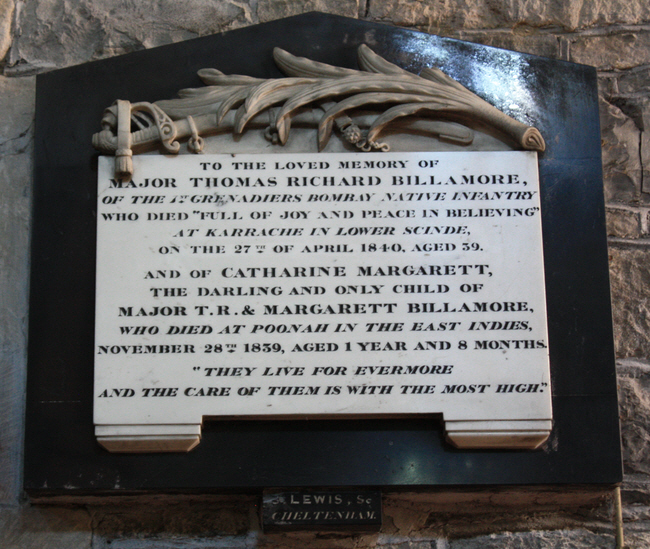 TO THE LOVED MEMORY OF
MAJOR THOMAS RICHARD BILLAMORE,
OF THE 1ST GRENADIERS BOMBAY NATIVE INFANTRY
WHO DIED "FULL OF JOY AND PEACE IN BELIEVING"
AT KARRACHE IN LOWER SCINDE,
ON THE 27TH OF APRIL 1840, AGED 39.
AND OF CATHARINE MARGARETT,
THE DARLING AND ONLY CHILD OF
MAJOR T.R. & MARGARETT BILLAMORE,
WHO DIED AT POONAH IN THE EAST INDIES,
NOVEMBER 28TH 1839, AGED 1 YEAR AND 8 MONTHS.
"THEY LIVE FOR EVERMORE
AND THE CARE OF THEM IS WITH THE MOST HIGH."
LEWIS, Sc
CHELTENHAM.